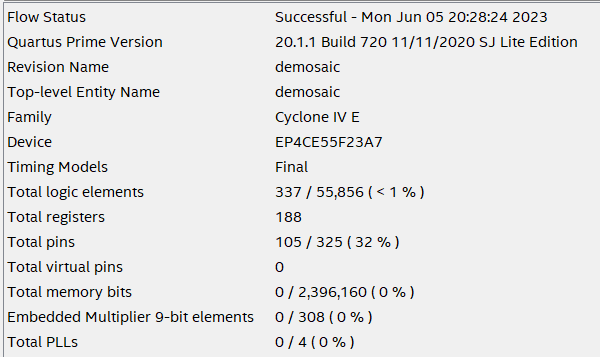 Flow Status Successful - Mon Jun 05 20:28:24 2023
Quartus Prime Version 20.1.1 Build 720 11/11/2020 SJ Lite Edition
Revision Name demosaic
Top-level Entity Name demosaic
Family Cyclone IV E
Device EP4CE55F23A7
Timing Models Final
Total logic elements 337 / 55,856 ( < 1 % )
Total registers 188
Total pins 105 / 325 ( 32 % )
Total virtual pins 0
Total memory bits 0 / 2,396,160 ( 0 % )
Embedded Multiplier 9-bit elements 0 / 308 ( 0 % )
Total PLLs 0 / 4 ( 0 % )